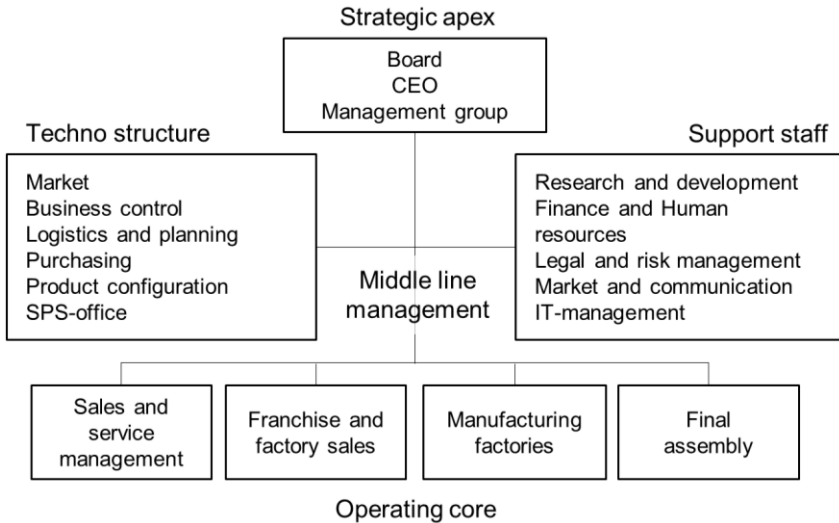 Strategic apex
Board
CEO
Management group
Techno structure
Market
Business control
Logistics and planning
Purchasing
Product configuration
SPS-office
Support staff
Research and development
Finance and Human
resources
Legal and risk management
Market and communication
IT-management
Middle line
management
Sales and
service
management
Franchise and
factory sales
Manufacturing
factories
Final
assembly
Operating core